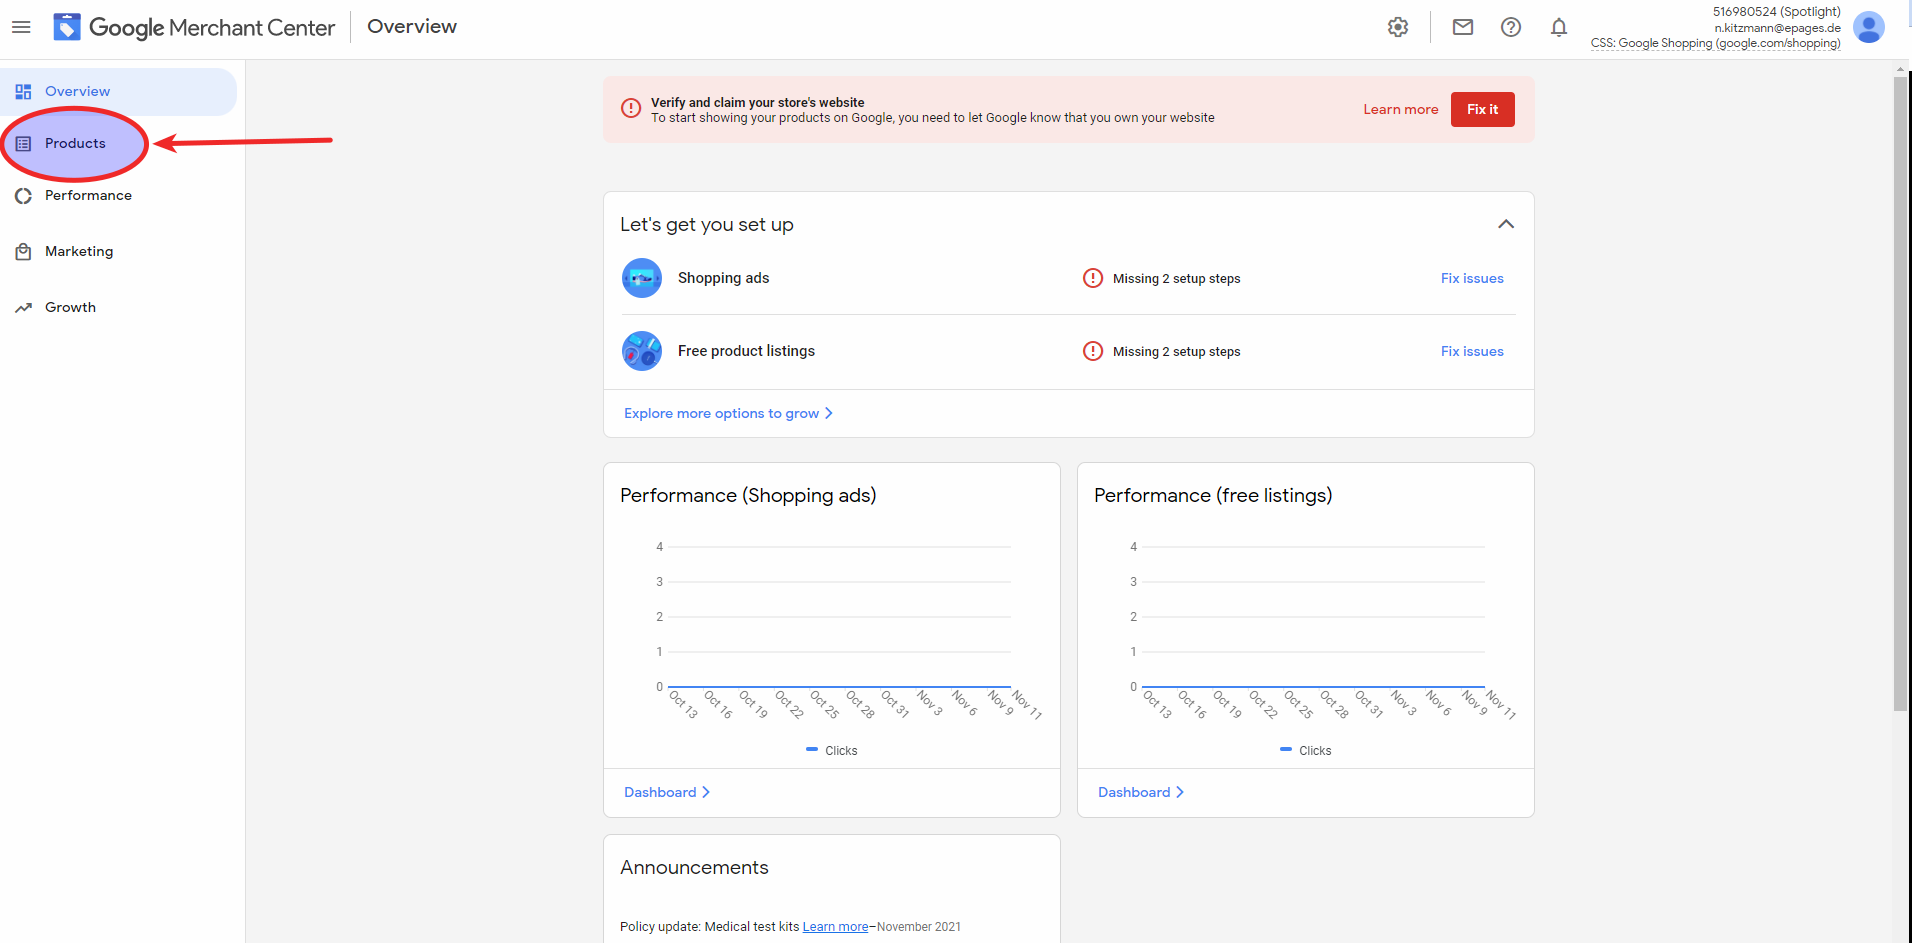 Google Merchant Center
Overview
516980524 (Spotlight)
n.kitzmann@epages.de
CSS: Google Shopping (google.com/shopping)
Overview
Products
Performance
Marketing
Growth
Verify and claim your store's website
To start showing your products on Google, you need to let Google know that you own your website
Learn more
Fix it
Let's get you set up
Shopping ads
Missing 2 setup steps
Fix issues
Free product listings
Missing 2 setup steps
Fix issues
Explore more options to grow
Performance (Shopping ads)
4
3
2
1
0
Oct 13
Oct 16
Oct 19
Oct 22
Oct 25
Oct 28
Oct 31
Nov 3
Nov 6
Nov 9
Nov 11
Clicks
Dashboard
Performance (free listings)
4
3
2
1
0
Oct 13
Oct 16
Oct 19
Oct 22
Oct 25
Oct 28
Oct 31
Nov 3
Nov 6
Nov 9
Nov 11
Clicks
Dashboard
Announcements
Policy update: Medical test kits Learn more–November 2021